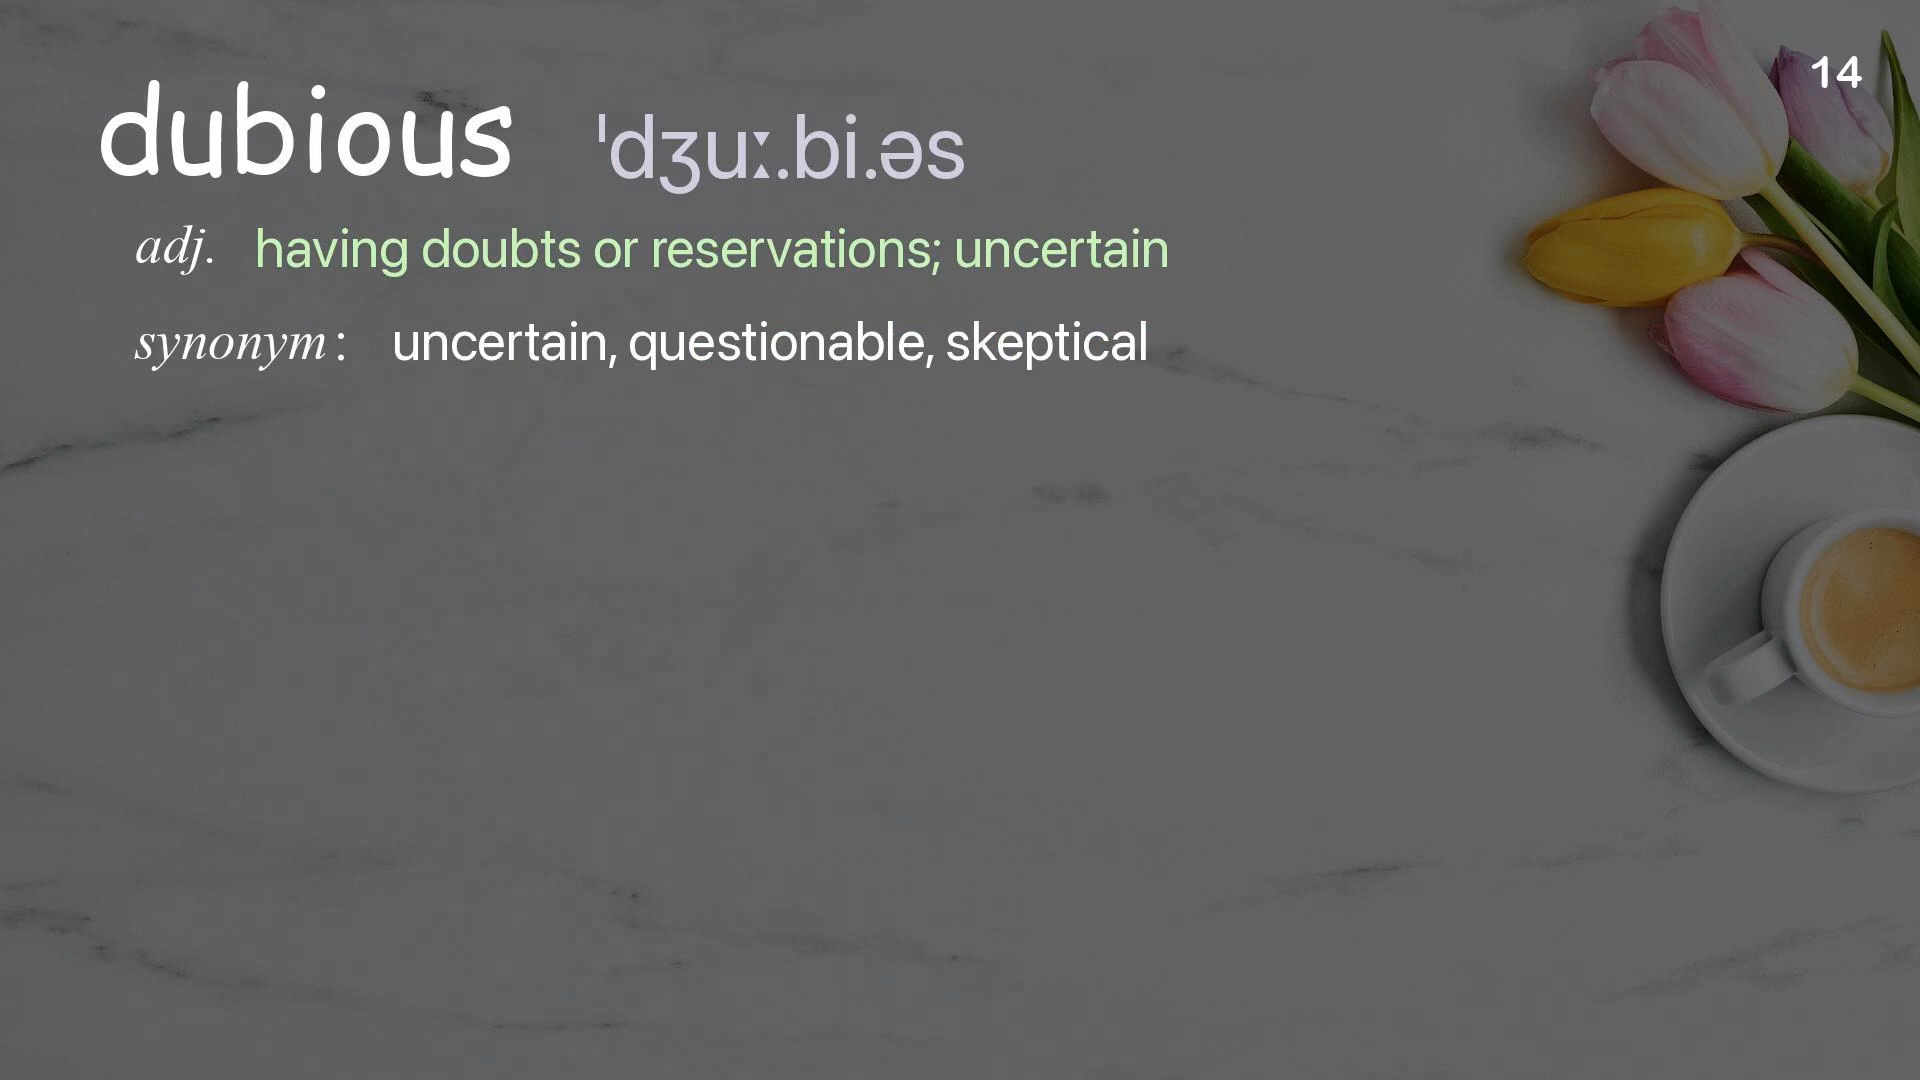 14
dubious ˈdʒuː.bi.əs
adj. having doubts or reservations; uncertain
synonym : uncertain, questionable, skeptical